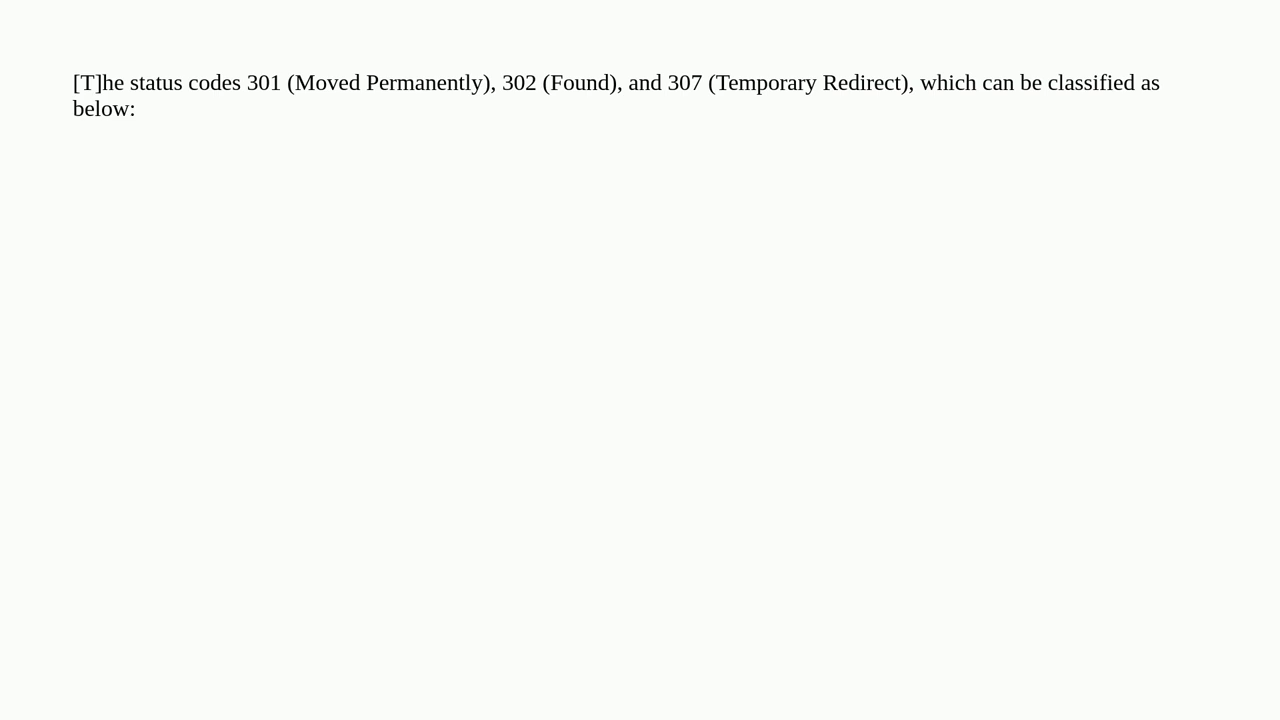 [T]he status codes 301 (Moved Permanently), 302 (Found), and 307 (Temporary Redirect), which can be classified as
below: